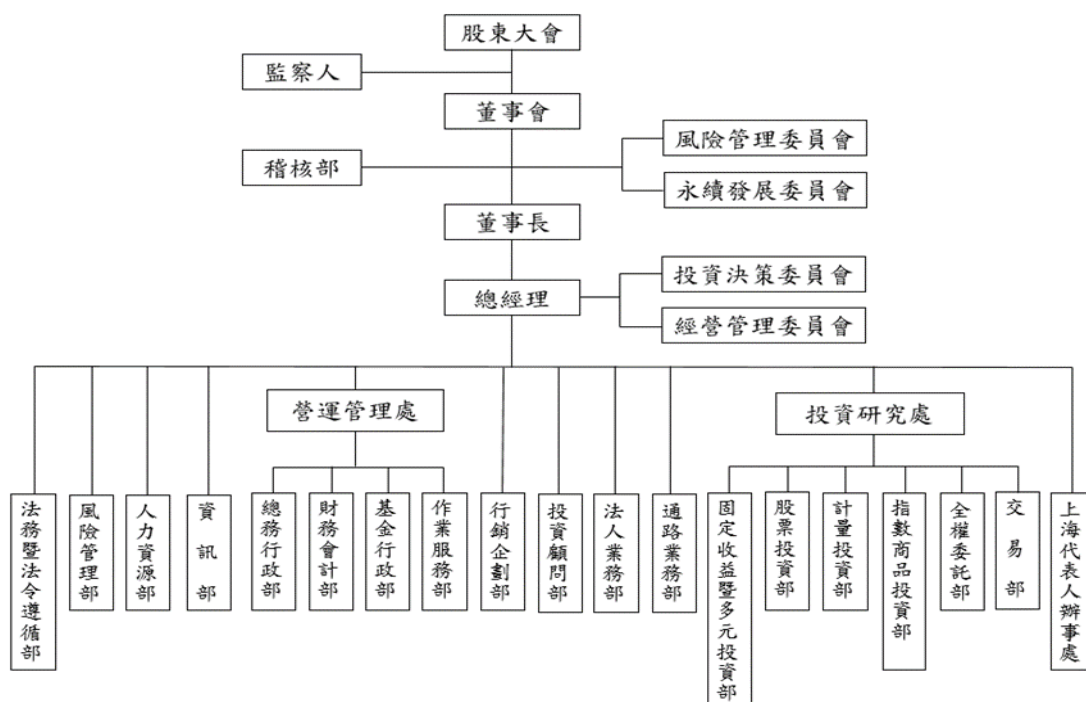 股東大會
監察人
董事會
風險管理委員會
稽核部
永續發展委員會
董事長
投資決策委員會
總經理
經營管理委員會
營運管理處
投資研究處
法務暨法令遵循部
風險管理部
人力資源部
資訊部
總務行政部
財務會計部
基金行政部
作業服務部
行銷企劃部
投資顧問部
法人業務部
通路業務部
固定收益暨多元投資部
股票投資部
計量投資部
指數商品投資部
全權委託部
交易部
上海代表人辦事處